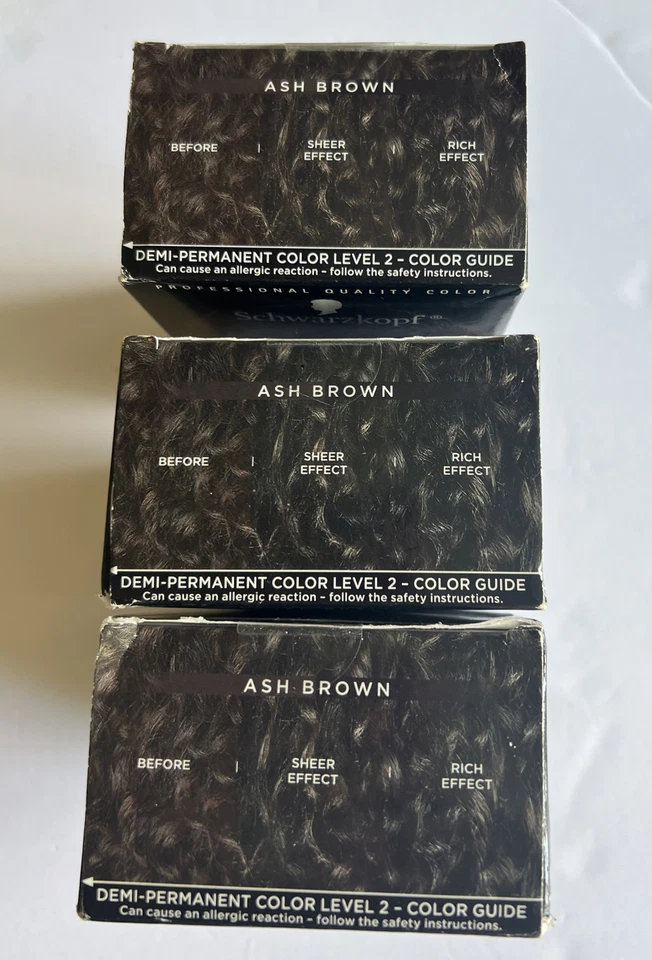 ASH BROWN
BEFORE | SHEER EFFECT | RICH EFFECT
DEMI-PERMANENT COLOR LEVEL 2 – COLOR GUIDE
Can cause an allergic reaction – follow the safety instructions.
PROFESSIONAL QUALITY COLOR
Schwarzkopf®
ASH BROWN
BEFORE | SHEER EFFECT | RICH EFFECT
DEMI-PERMANENT COLOR LEVEL 2 – COLOR GUIDE
Can cause an allergic reaction – follow the safety instructions.
ASH BROWN
BEFORE | SHEER EFFECT | RICH EFFECT
DEMI-PERMANENT COLOR LEVEL 2 – COLOR GUIDE
Can cause an allergic reaction – follow the safety instructions.